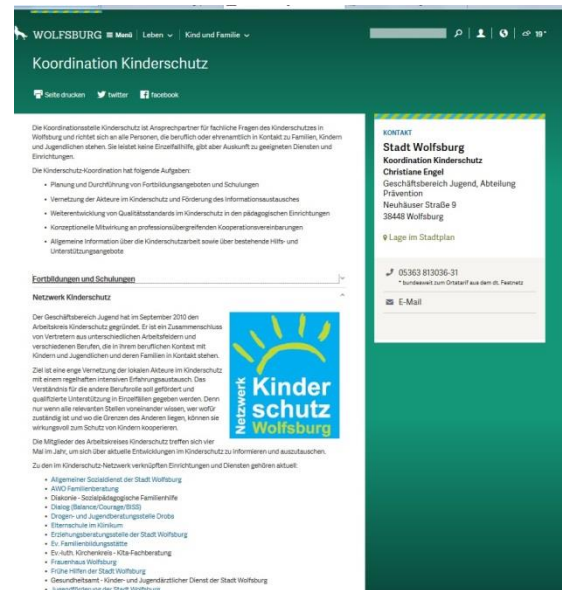 WOLFSBURG Menü Leben Kind und Familie 19°
Koordination Kinderschutz
Seite drucken twitter facebook
Die Koordinationsstelle Kinderschutz ist Ansprechpartner für fachliche Fragen des Kinderschutzes in
Wolfsburg und richtet sich an alle Personen, die beruflich oder ehrenamtlich in Kontakt zu Familien, Kindern
und Jugendlichen stehen. Sie leistet keine Einzelfallhilfe, gibt aber Auskunft zu geeigneten Diensten und
Einrichtungen.
Die Kinderschutz-Koordination hat folgende Aufgaben:
• Planung und Durchführung von Fortbildungsangeboten und Schulungen
• Vernetzung der Akteure im Kinderschutz und Förderung des Informationsaustausches
• Weiterentwicklung von Qualitätsstandards im Kinderschutz in den pädagogischen Einrichtungen
• Konzeptionelle Mitwirkung an professionsübergreifenden Kooperationsvereinbarungen
• Allgemeine Information über die Kinderschutzarbeit sowie über bestehende Hilfs- und
Unterstützungsangebote
Fortbildungen und Schulungen
Netzwerk Kinderschutz
Der Geschäftsbereich Jugend hat im September 2010 den
Arbeitskreis Kinderschutz gegründet. Er ist ein Zusammenschluss
von Vertretern aus unterschiedlichen Arbeitsfeldern und
verschiedenen Berufen, die in ihrem beruflichen Kontext mit
Kindern und Jugendlichen und deren Familien in Kontakt stehen.
Ziel ist eine enge Vernetzung der lokalen Akteure im Kinderschutz
mit einem regelhaften intensiven Erfahrungsaustausch. Das
Verständnis für die andere Berufsrolle soll gefördert und
qualifizierte Unterstützung in Einzelfällen gegeben werden. Denn
nur wenn alle relevanten Stellen voneinander wissen, wer wofür
zuständig ist und wo die Grenzen des Anderen liegen, können sie
wirkungsvoll zum Schutz von Kindern kooperieren.
Die Mitglieder des Arbeitskreises Kinderschutz treffen sich vier
Mal im Jahr, um sich über aktuelle Entwicklungen im Kinderschutz zu informieren und auszutauschen.
Zu den im Kinderschutz-Netzwerk verknüpften Einrichtungen und Diensten gehören aktuell:
• Allgemeiner Sozialdienst der Stadt Wolfsburg
• AWO Familienberatung
• Diakonie - Sozialpädagogische Familienhilfe
• Dialog (Balance/Courage/BISS)
• Drogen- und Jugendberatungsstelle Drobs
• Elternschule im Klinikum
• Erziehungsberatungsstelle der Stadt Wolfsburg
• Ev. Familienbildungsstätte
• Ev.-luth. Kirchenkreis - Kita-Fachberatung
• Frauenhaus Wolfsburg
• Frühe Hilfen der Stadt Wolfsburg
• Gesundheitsamt - Kinder- und Jugendärztlicher Dienst der Stadt Wolfsburg
• Jugendförderung der Stadt Wolfsburg
Netzwerk
Kinder
schutz
Wolfsburg
KONTAKT
Stadt Wolfsburg
Koordination Kinderschutz
Christiane Engel
Geschäftsbereich Jugend, Abteilung
Prävention
Neuhäuser Straße 9
38448 Wolfsburg
Lage im Stadtplan
05363 813036-31
* bundesweit zum Ortstarif aus dem dt. Festnetz
E-Mail